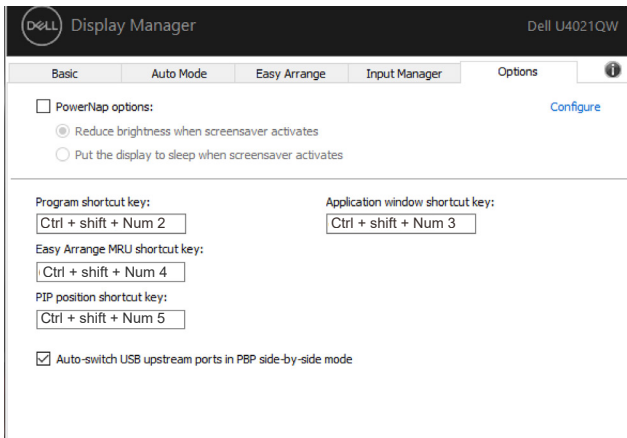 DELL Display Manager Dell U4021QW
Basic Auto Mode Easy Arrange Input Manager Options i
PowerNap options: Configure
Reduce brightness when screensaver activates
Put the display to sleep when screensaver activates
Program shortcut key: Application window shortcut key:
Ctrl + shift + Num 2 Ctrl + shift + Num 3
Easy Arrange MRU shortcut key:
Ctrl + shift + Num 4
PIP position shortcut key:
Ctrl + shift + Num 5
Auto-switch USB upstream ports in PBP side-by-side mode